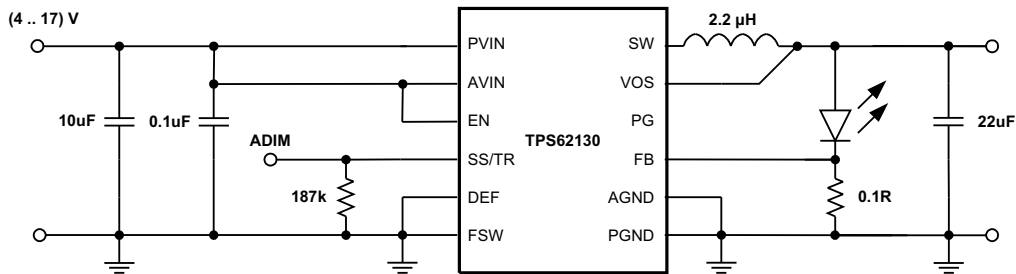 (4 .. 17) V
2.2 µH
PVIN
SW
AVIN
VOS
10uF
0.1uF
EN
PG
22uF
TPS62130
ADIM
SS/TR
FB
187k
DEF
AGND
0.1R
FSW
PGND